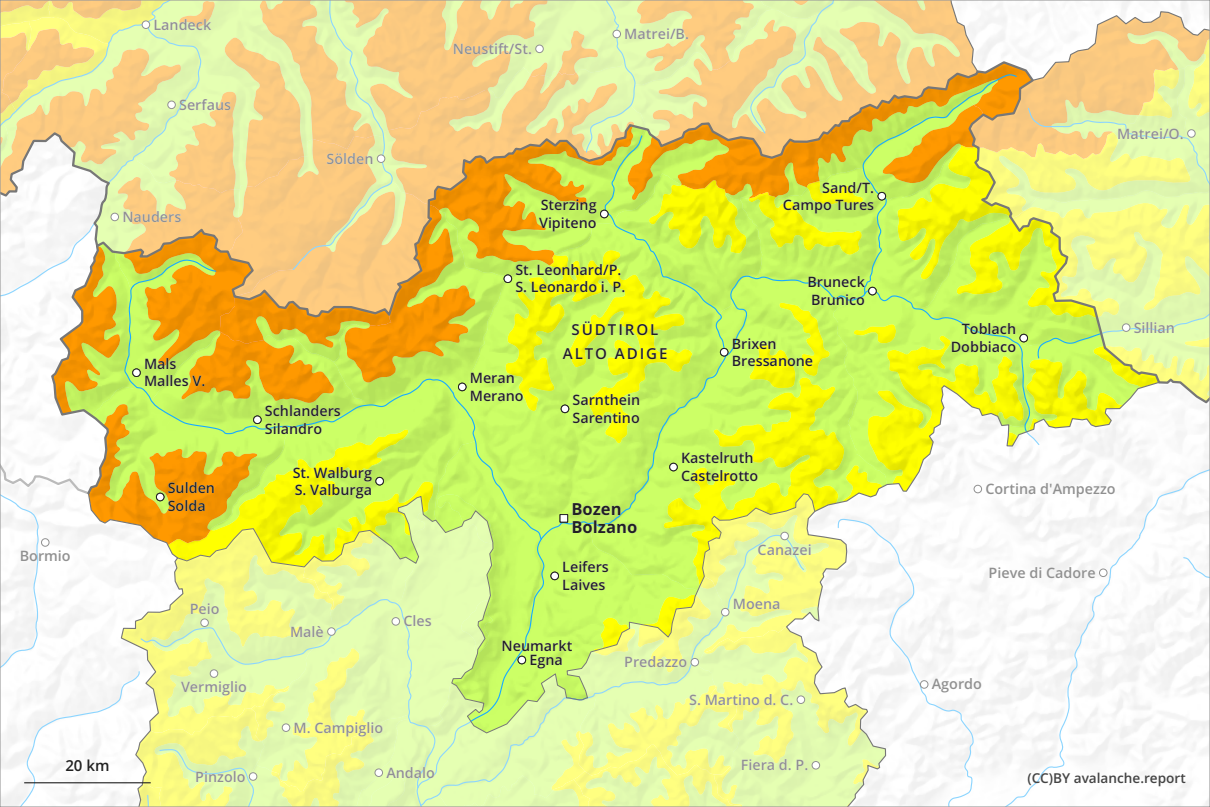 Landeck
Matrei/B.
Neustift/St.
Serfaus
Matrei/O.
Sölden
Sand/T.
Campo Tures
Nauders
Sterzing
Vipiteno
St. Leonhard/P.
S. Leonardo i. P.
Bruneck
Brunico
SÜDTIROL
ALTO ADIGE
Toblach
Dobbiaco
Sillian
Brixen
Bressanone
Mals
Malles V.
Meran
Merano
Sarnthein
Sarentino
Schlanders
Silandro
Kastelruth
Castelrotto
St. Walburg
S. Valburga
Sulden
Solda
Cortina d'Ampezzo
Bozen
Bolzano
Bormio
Canazei
Leifers
Laives
Pieve di Cadore
Peio
Moena
Malè
Cles
Neumarkt
Egna
Predazzo
Vermiglio
Agordo
S. Martino d. C.
M. Campiglio
20 km
Pinzolo
Andalo
Fiera d. P.
(CC)BY avalanche.report